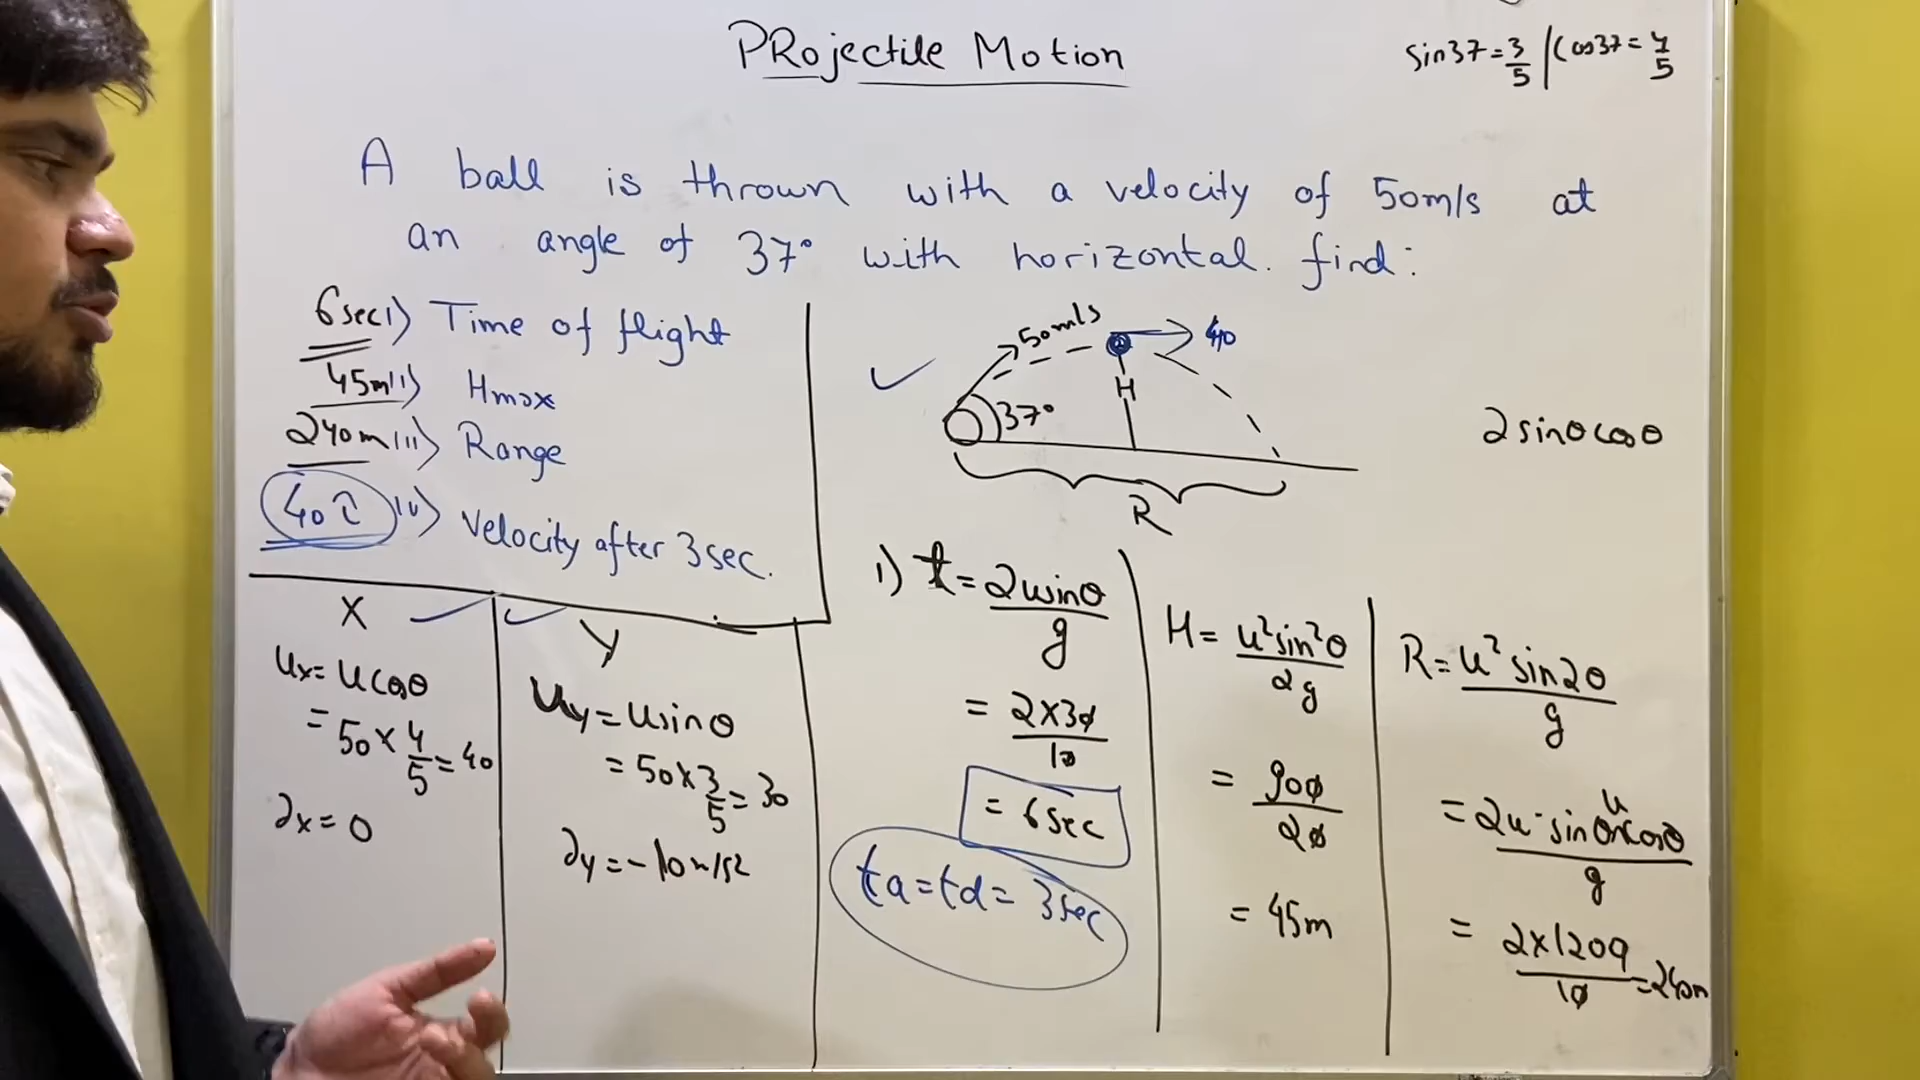 PROjectile Motion
sin37=3/5 | cos37=4/5
A ball is thrown with a velocity of 50m/s at
an angle of 37° with horizontal. find:
6sec i) Time of flight
45m ii) Hmax
240m iii) Range
40î iv) Velocity after 3sec.
50m/s
40
H
37°
R
2sinθcosθ
X
ux=ucosθ
=50×4/5=40
ax=0
Y
uy=usinθ
=50×3/5=30
ay=-10m/s2
i) t=2usinθ/g
=2×30/10
=6sec
ta=td=3sec
H=u²sin²θ/2g
=900/20
=45m
R=u²sin2θ/g
=2u·sinθ×ucosθ/g
=2×1200/10=240m